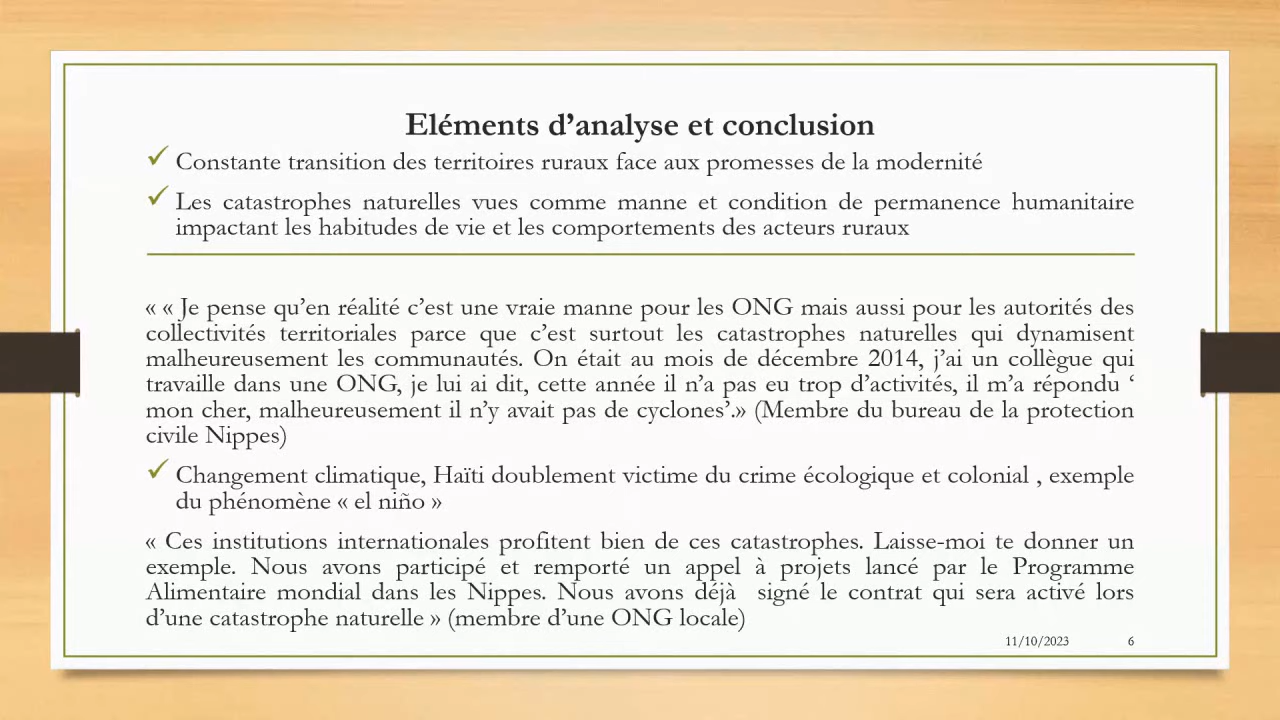 Eléments d’analyse et conclusion
✓ Constante transition des territoires ruraux face aux promesses de la modernité
✓ Les catastrophes naturelles vues comme manne et condition de permanence humanitaire
impactant les habitudes de vie et les comportements des acteurs ruraux
« « Je pense qu’en réalité c’est une vraie manne pour les ONG mais aussi pour les autorités des
collectivités territoriales parce que c’est surtout les catastrophes naturelles qui dynamisent
malheureusement les communautés. On était au mois de décembre 2014, j’ai un collègue qui
travaille dans une ONG, je lui ai dit, cette année il n’a pas eu trop d’activités, il m’a répondu ‘
mon cher, malheureusement il n’y avait pas de cyclones’.» (Membre du bureau de la protection
civile Nippes)
✓ Changement climatique, Haïti doublement victime du crime écologique et colonial , exemple
du phénomène « el niño »
« Ces institutions internationales profitent bien de ces catastrophes. Laisse-moi te donner un
exemple. Nous avons participé et remporté un appel à projets lancé par le Programme
Alimentaire mondial dans les Nippes. Nous avons déjà  signé le contrat qui sera activé lors
d’une catastrophe naturelle » (membre d’une ONG locale)
11/10/2023 6